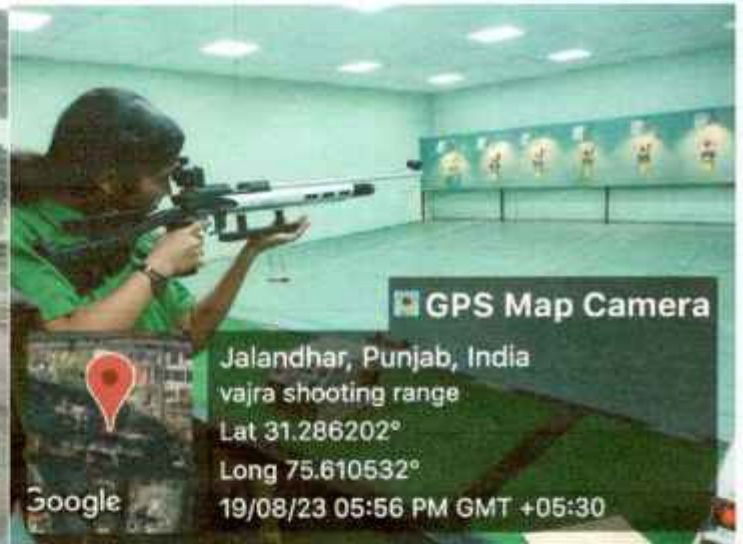 GPS Map Camera
Jalandhar, Punjab, India
vajra shooting range
Lat 31.286202°
Long 75.610532°
Google
19/08/23 05:56 PM GMT +05:30